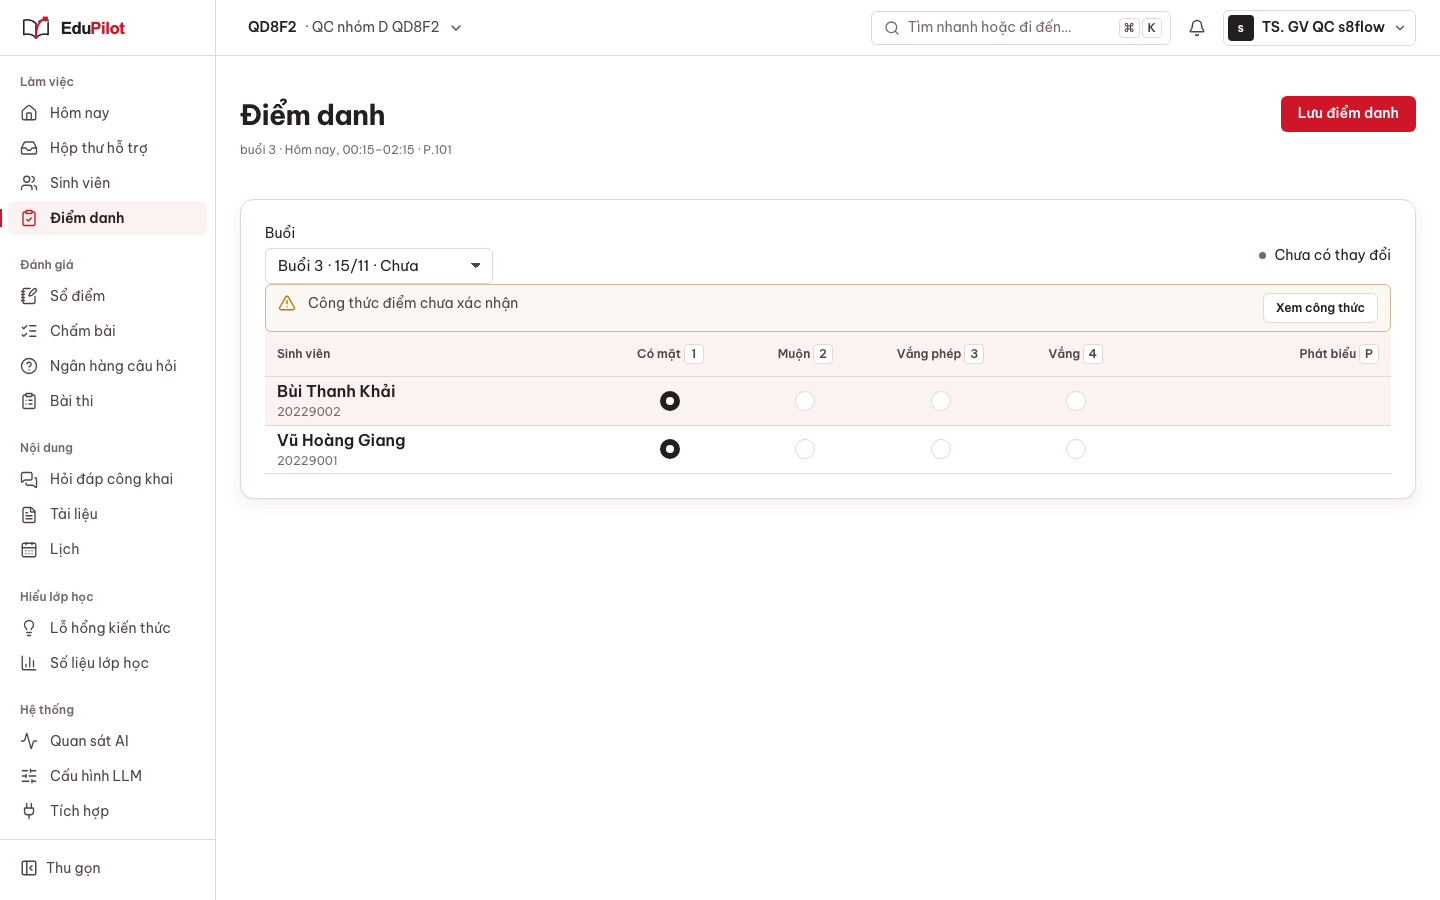 EduPilot
QD8F2 · QC nhóm D QD8F2
Tìm nhanh hoặc đi đến... ⌘ K
s TS. GV QC s8flow
Làm việc
Hôm nay
Hộp thư hỗ trợ
Sinh viên
Điểm danh
Đánh giá
Sổ điểm
Chấm bài
Ngân hàng câu hỏi
Bài thi
Nội dung
Hỏi đáp công khai
Tài liệu
Lịch
Hiểu lớp học
Lỗ hổng kiến thức
Số liệu lớp học
Hệ thống
Quan sát AI
Cấu hình LLM
Tích hợp
Thu gọn
Điểm danh
Lưu điểm danh
buổi 3 · Hôm nay, 00:15–02:15 · P.101
Buổi
Buổi 3 · 15/11 · Chưa
Chưa có thay đổi
Công thức điểm chưa xác nhận
Xem công thức
Sinh viên Có mặt 1 Muộn 2 Vắng phép 3 Vắng 4 Phát biểu P
Bùi Thanh Khải
20229002
Vũ Hoàng Giang
20229001